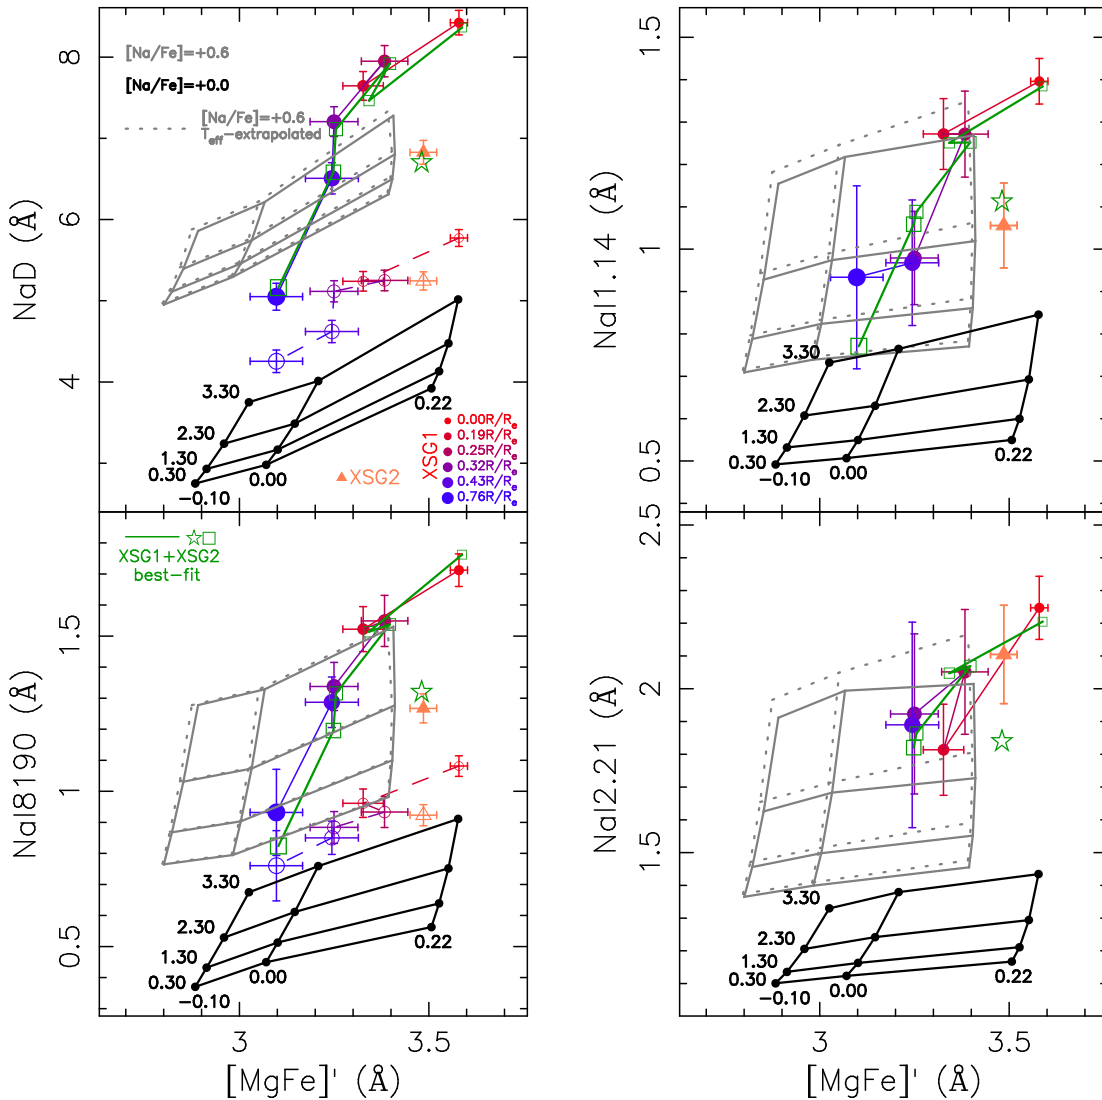 8
6
4
NaD (Å)
[Na/Fe]=+0.6
[Na/Fe]=+0.0
[Na/Fe]=+0.6
Teff-extrapolated
3.30
2.30
1.30
0.30
-0.10
0.00
0.22
XSG2
XSG1
0.00R/Re
0.19R/Re
0.25R/Re
0.32R/Re
0.43R/Re
0.76R/Re
1.5
1
0.5
NaI1.14 (Å)
3.30
2.30
1.30
0.30
-0.10
0.00
0.22
1.5
1
0.5
NaI8190 (Å)
XSG1+XSG2
best-fit
3.30
2.30
1.30
0.30
-0.10
0.00
0.22
3
3.5
[MgFe]' (Å)
2.5
2
1.5
NaI2.21 (Å)
3.30
2.30
1.30
0.30
-0.10
0.00
0.22
3
3.5
[MgFe]' (Å)